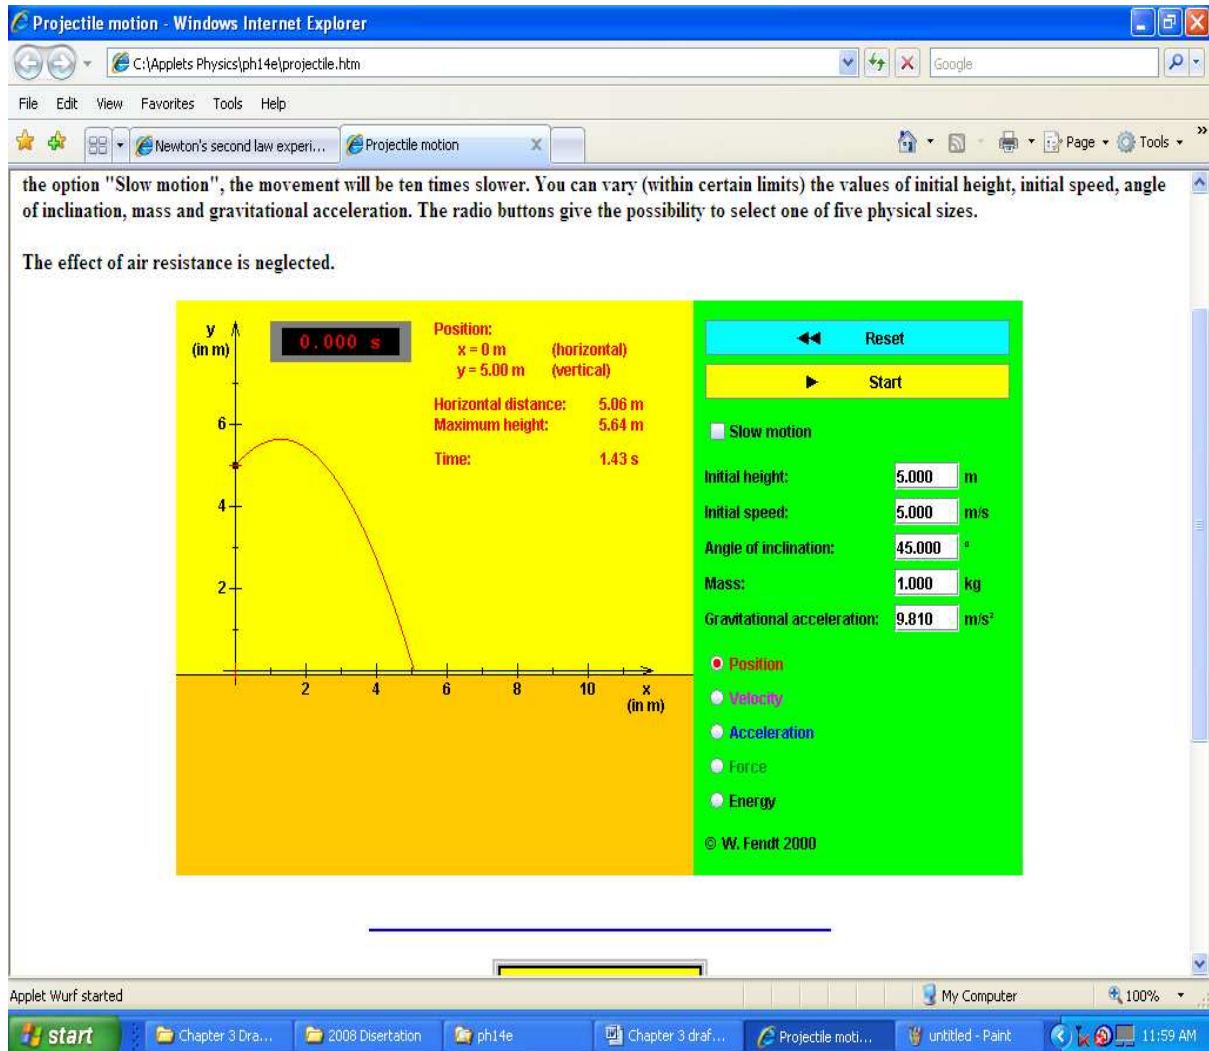 Projectile motion - Windows Internet Explorer
C:\Applets Physics\ph14e\projectile.htm
Google
File Edit View Favorites Tools Help
Newton's second law experi...
Projectile motion
Page
Tools
»
the option "Slow motion", the movement will be ten times slower. You can vary (within certain limits) the values of initial height, initial speed, angle
of inclination, mass and gravitational acceleration. The radio buttons give the possibility to select one of five physical sizes.
The effect of air resistance is neglected.
y
(in m)
0.000 s
Position:
x = 0 m (horizontal)
y = 5.00 m (vertical)
Horizontal distance: 5.06 m
Maximum height: 5.64 m
Time: 1.43 s
6
4
2
2 4 6 8 10 x
(in m)
Reset
Start
Slow motion
Initial height: 5.000 m
Initial speed: 5.000 m/s
Angle of inclination: 45.000 °
Mass: 1.000 kg
Gravitational acceleration: 9.810 m/s²
Position
Velocity
Acceleration
Force
Energy
© W. Fendt 2000
Applet Wurf started
My Computer
100%
start
Chapter 3 Dra...
2008 Disertation
ph14e
Chapter 3 draf...
Projectile moti...
untitled - Paint
11:59 AM